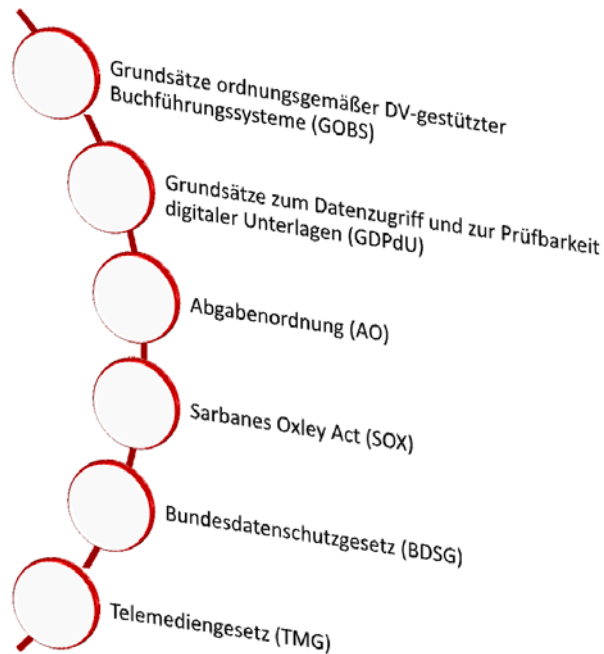 Grundsätze ordnungsgemäßer DV-gestützter
Buchführungssysteme (GOBS)
Grundsätze zum Datenzugriff und zur Prüfbarkeit
digitaler Unterlagen (GDPdU)
Abgabenordnung (AO)
Sarbanes Oxley Act (SOX)
Bundesdatenschutzgesetz (BDSG)
Telemediengesetz (TMG)